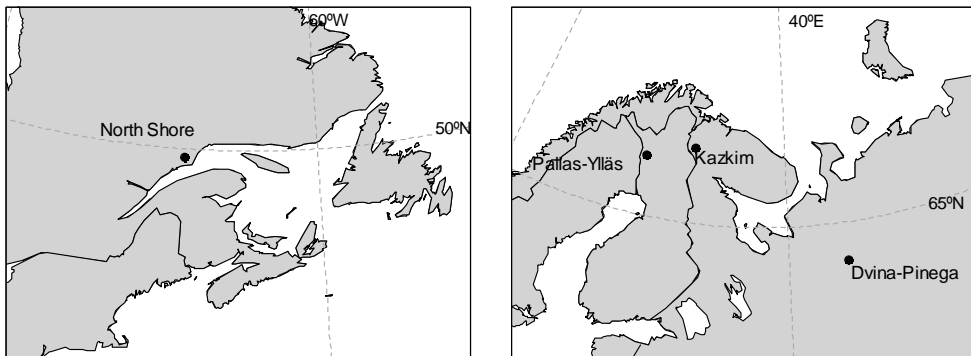 60ºW
North Shore
50ºN
40ºE
Pallas-Ylläs
Kazkim
65ºN
Dvina-Pinega